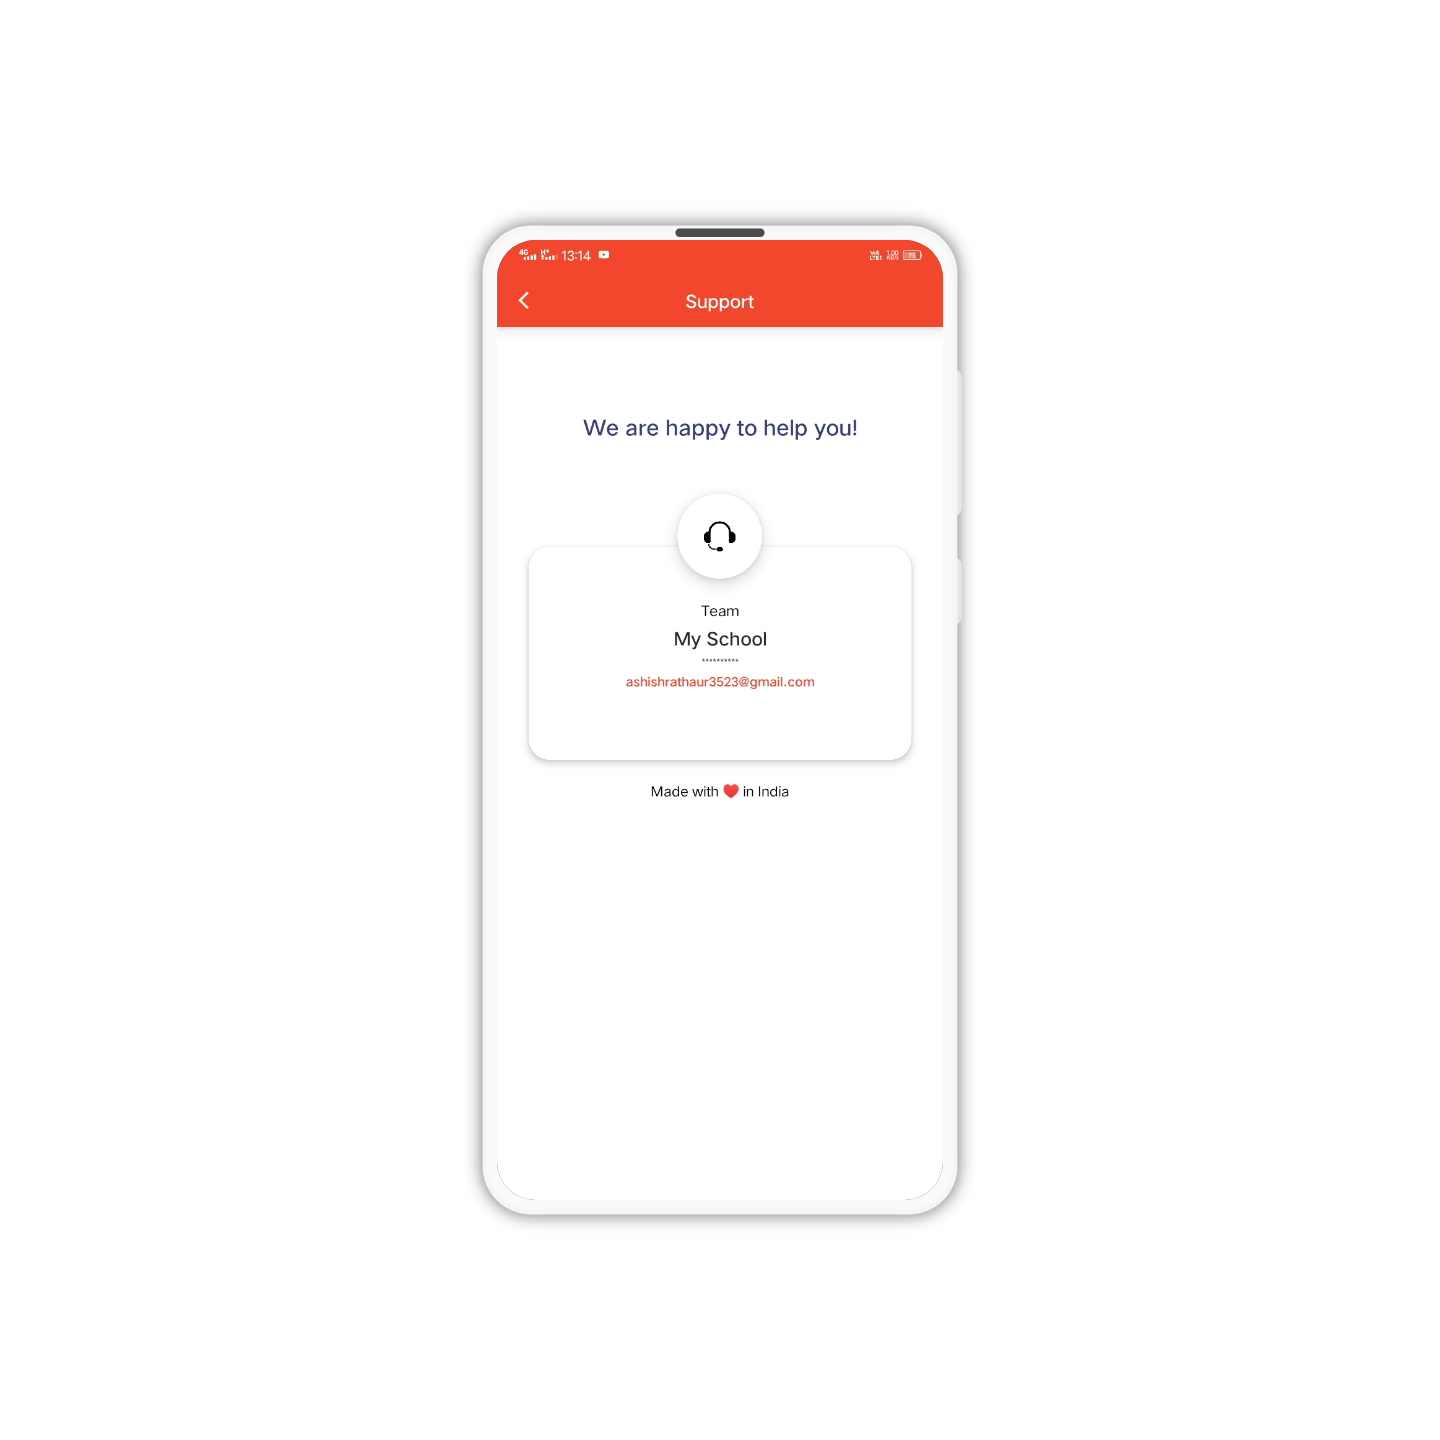 4G H+ 13:14
Support
We are happy to help you!
Team
My School
**********
ashishrathaur3523@gmail.com
Made with ❤️ in India